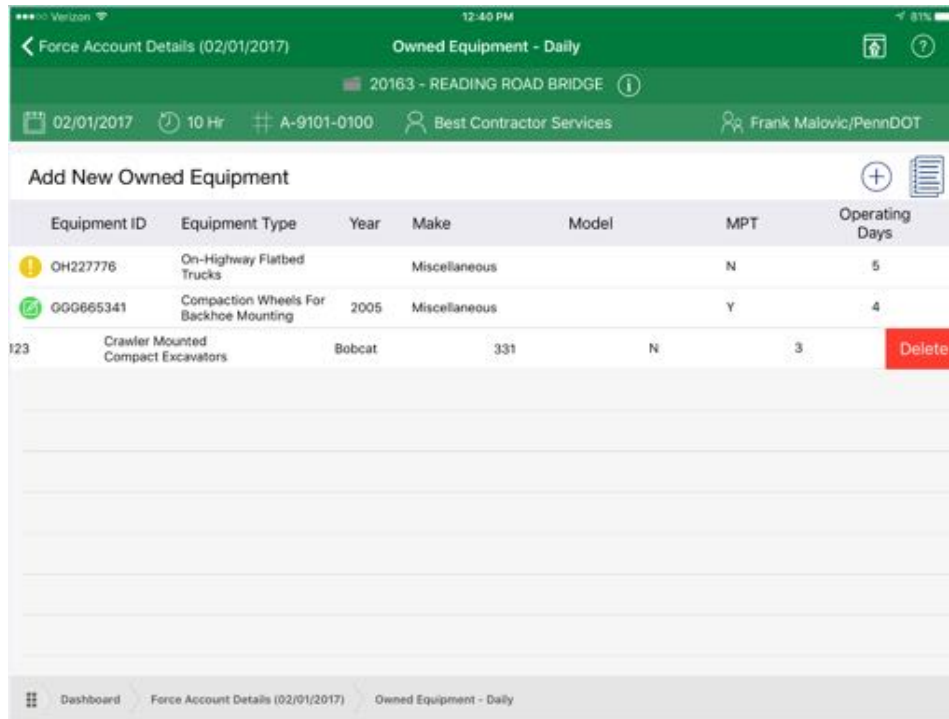 Verizon 12:40 PM 81%
Force Account Details (02/01/2017) Owned Equipment - Daily ?
20163 - READING ROAD BRIDGE i
02/01/2017 10 Hr # A-9101-0100 Best Contractor Services Frank Malovic/PennDOT
Add New Owned Equipment
Equipment ID Equipment Type Year Make Model MPT Operating
Days
! OH227776 On-Highway Flatbed Miscellaneous N 5
Trucks
GGG665341 Compaction Wheels For 2005 Miscellaneous Y 4
Backhoe Mounting
123 Crawler Mounted Bobcat 331 N 3 Delete
Compact Excavators
Dashboard Force Account Details (02/01/2017) Owned Equipment - Daily